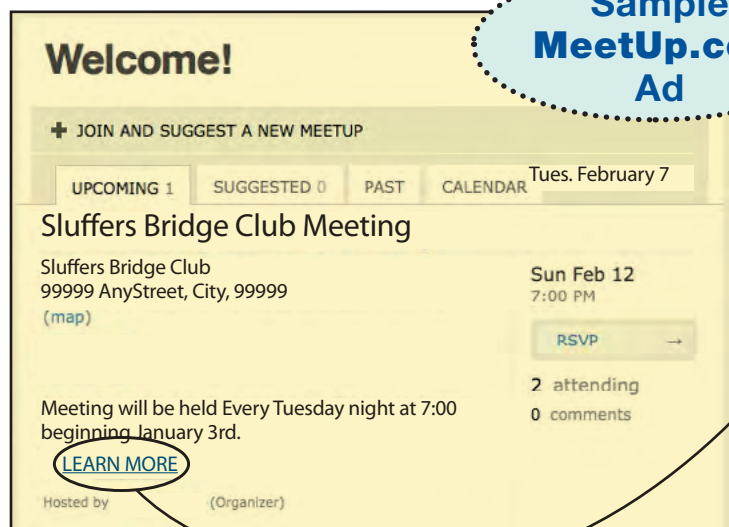 Sample
MeetUp.co
Ad
Welcome!
+ JOIN AND SUGGEST A NEW MEETUP
UPCOMING 1 SUGGESTED 0 PAST CALENDAR Tues. February 7
Sluffers Bridge Club Meeting
Sluffers Bridge Club
99999 AnyStreet, City, 99999
(map)
Sun Feb 12
7:00 PM
RSVP →
2 attending
0 comments
Meeting will be held Every Tuesday night at 7:00
beginning January 3rd.
LEARN MORE
Hosted by (Organizer)